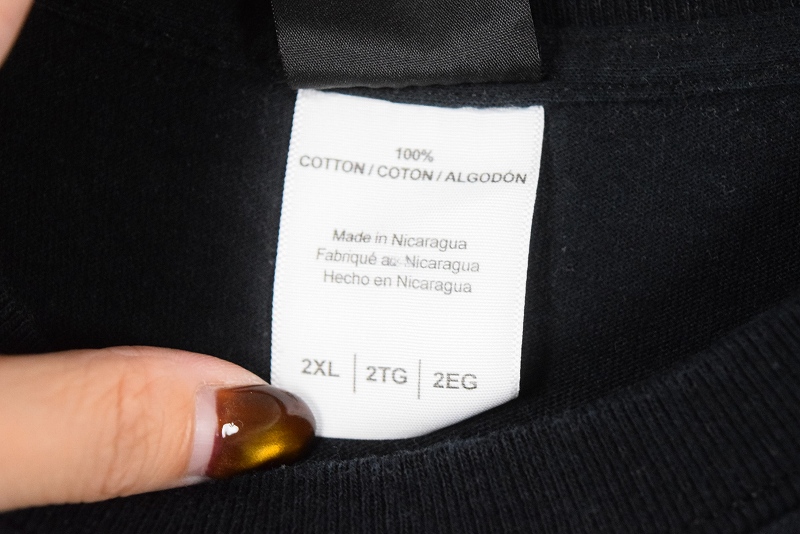 100%
COTTON / COTON / ALGODÓN
Made in Nicaragua
Fabriqué au Nicaragua
Hecho en Nicaragua
2XL | 2TG | 2EG